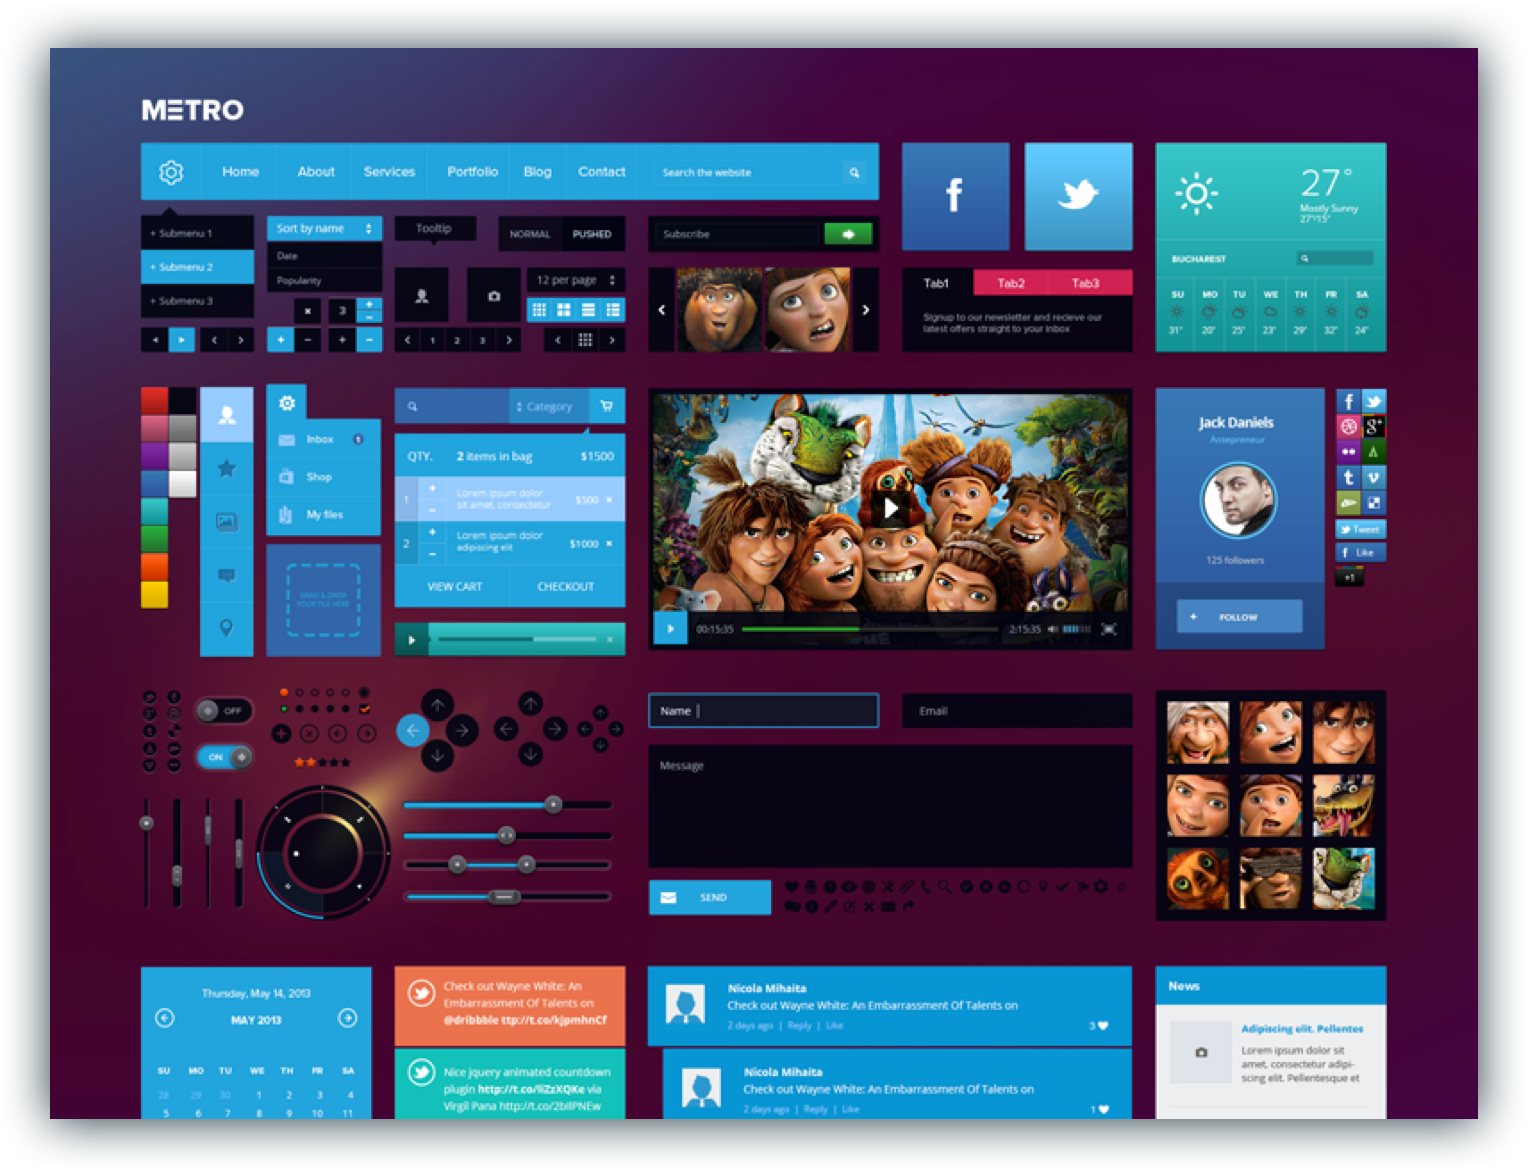 METRO
Home
About
Services
Portfolio
Blog
Contact
Search the website
+ Submenu 1
+ Submenu 2
+ Submenu 3
Sort by name
Date
Popularity
3
Tooltip
NORMAL
PUSHED
12 per page
1 2 3
Subscribe
f
Tab1
Tab2
Tab3
Signup to our newsletter and recieve our
latest offers straight to your inbox
27°
Mostly Sunny
27°/15°
BUCHAREST
SU MO TU WE TH FR SA
31° 20° 25° 23° 29° 32° 24°
Inbox 1
Shop
My files
DRAG & DROP
YOUR FILE HERE
Category
QTY. 2 items in bag $1500
1
Lorem ipsum dolor
sit amet, consectetur
$500 ×
2
Lorem ipsum dolor
adipiscing elit
$1000 ×
VIEW CART
CHECKOUT
00:15:35
2:15:35
Jack Daniels
Antepreneur
125 followers
+ FOLLOW
f
g+
t
v
Tweet
f Like
+1
OFF
ON
Name
Email
Message
SEND
Thursday, May 14, 2013
MAY 2013
SU MO TU WE TH FR SA
28 29 30 1 2 3 4
5 6 7 8 9 10 11
Check out Wayne White: An
Embarrassment Of Talents on
@dribbble ttp://t.co/kjpmhnCf
Nice jquery animated countdown
plugin http://t.co/liZzXQKe via
Virgil Pana http://t.co/2bIlPNEw
Nicola Mihaita
Check out Wayne White: An Embarrassment Of Talents on
2 days ago | Reply | Like
3
Nicola Mihaita
Check out Wayne White: An Embarrassment Of Talents on
2 days ago | Reply | Like
1
News
Adipiscing elit. Pellentes
Lorem ipsum dolor sit
amet, consectetur adipi-
scing elit. Pellentesque et